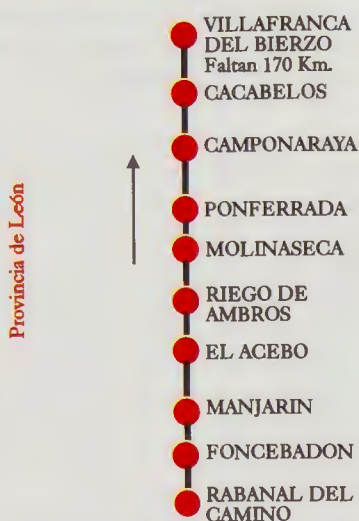 VILLAFRANCA
DEL BIERZO
Faltan 170 Km.
CACABELOS
CAMPONARAYA
PONFERRADA
MOLINASECA
RIEGO DE
AMBROS
EL ACEBO
MANJARIN
FONCEBADON
RABANAL DEL
CAMINO
Provincia de León